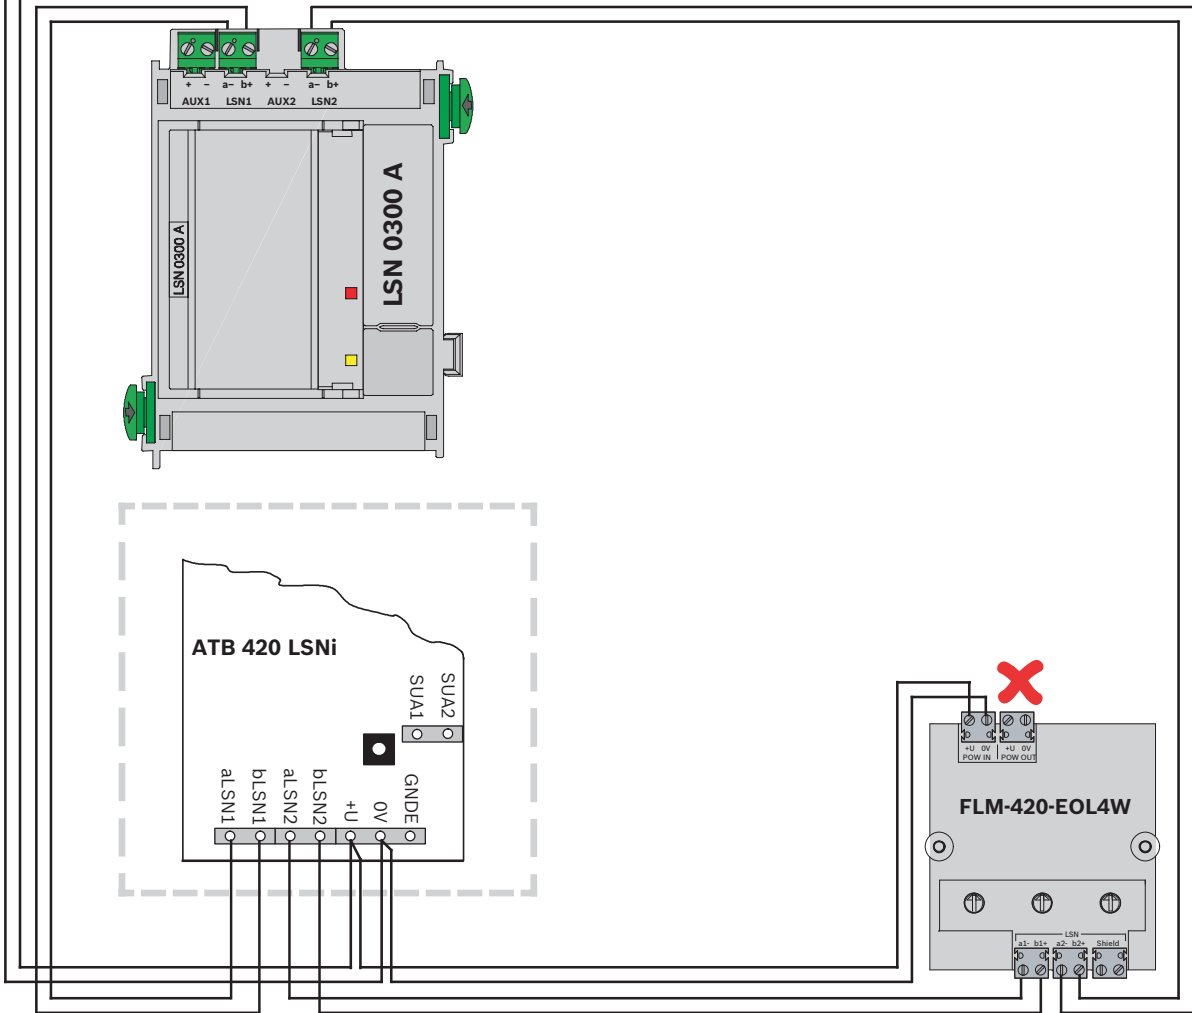 + − a− b+ + − a− b+
AUX1 LSN1 AUX2 LSN2
LSN 0300 A
LSN 0300 A
ATB 420 LSNi
SUA1
SUA2
aLSN1
bLSN1
aLSN2
bLSN2
+U
0V
GNDE
+U 0V +U 0V
POW IN POW OUT
FLM-420-EOL4W
LSN
a1- b1+ a2- b2+ Shield